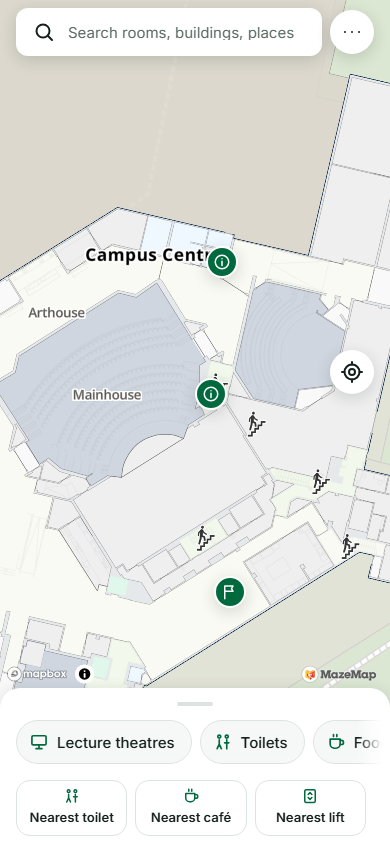 Search rooms, buildings, places
Campus Cent
Arthouse
Mainhouse
mapbox
MazeMap
Lecture theatres
Toilets
Foo
Nearest toilet
Nearest café
Nearest lift